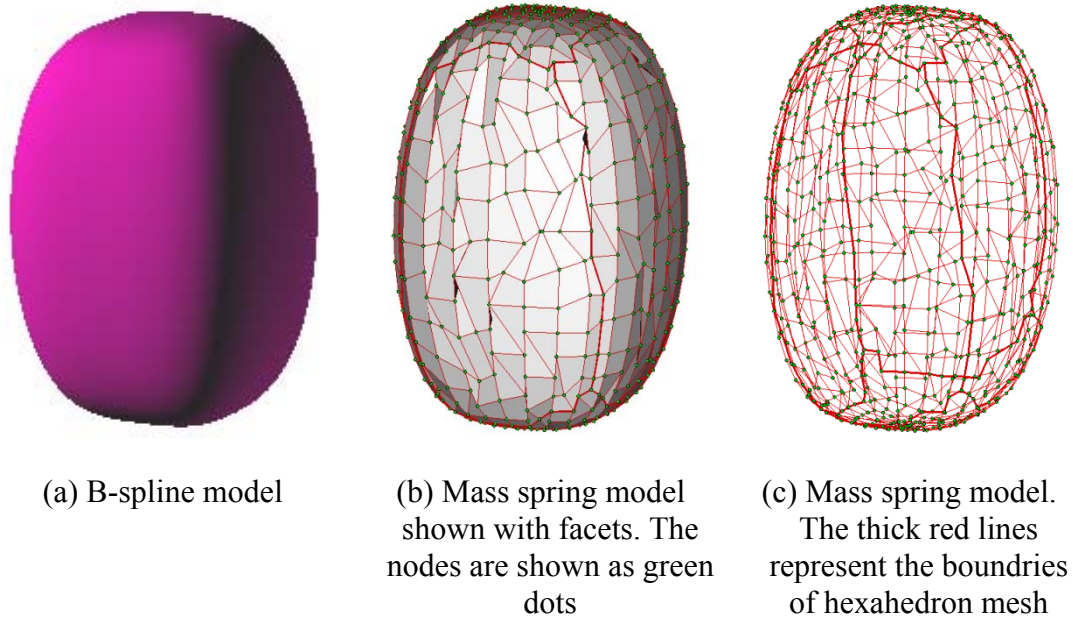 (a) B-spline model
(b) Mass spring model
shown with facets. The
nodes are shown as green
dots
(c) Mass spring model.
The thick red lines
represent the boundries
of hexahedron mesh